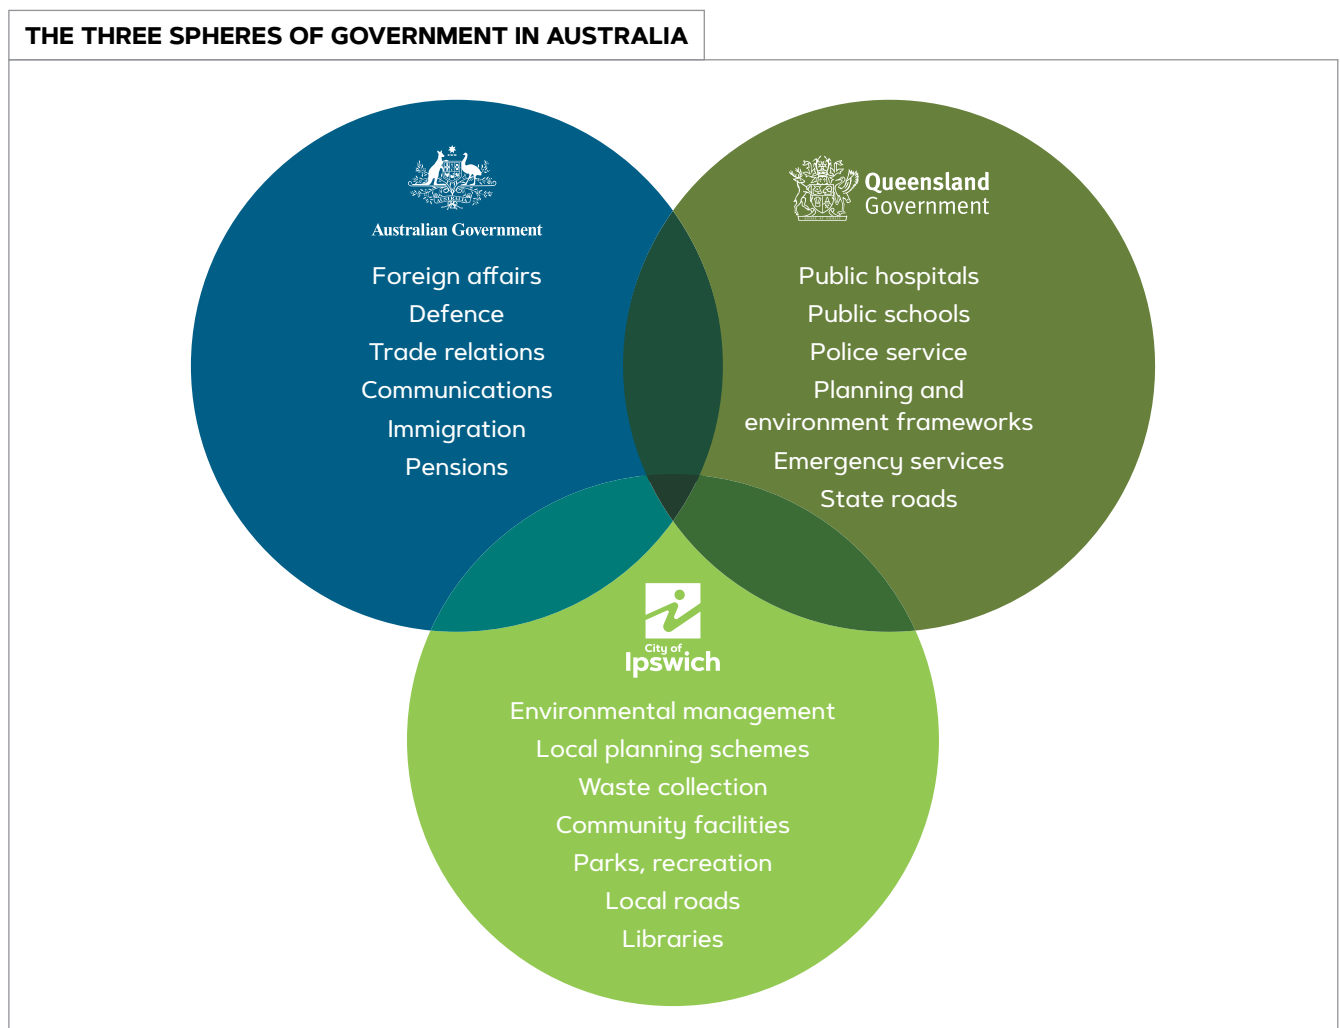 THE THREE SPHERES OF GOVERNMENT IN AUSTRALIA
Australian Government
Foreign affairs
Defence
Trade relations
Communications
Immigration
Pensions
Queensland
Government
Public hospitals
Public schools
Police service
Planning and
environment frameworks
Emergency services
State roads
City of
Ipswich
Environmental management
Local planning schemes
Waste collection
Community facilities
Parks, recreation
Local roads
Libraries